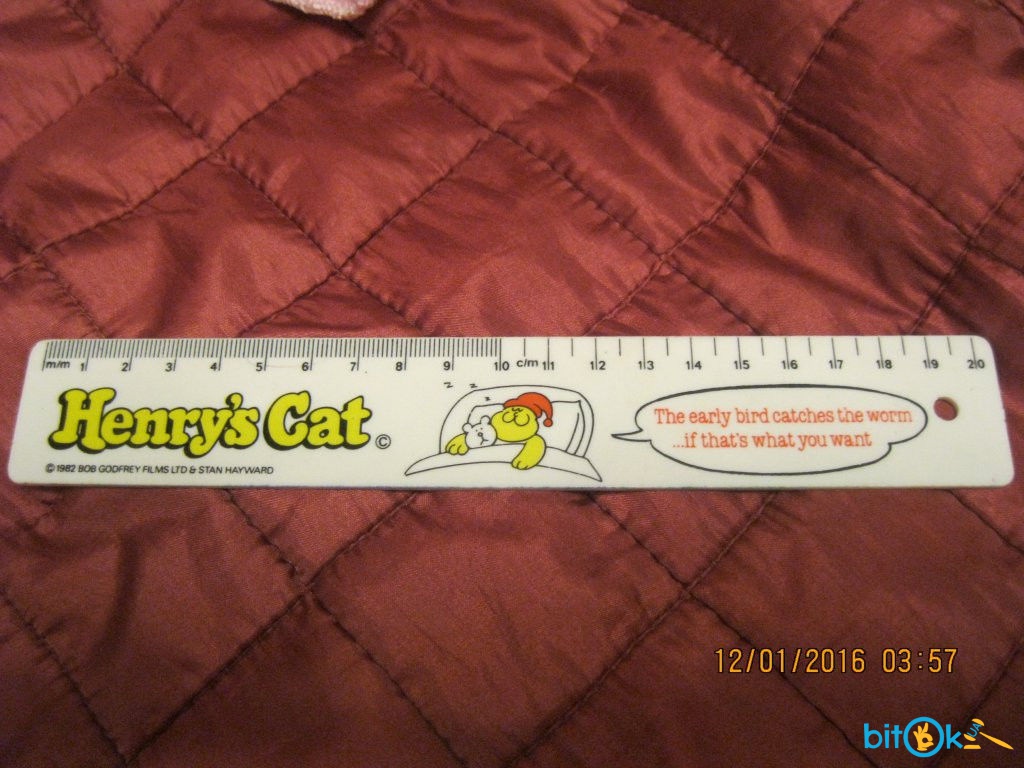 m/m 1 2 3 4 5 6 7 8 9 10 c/m 11 12 13 14 15 16 17 18 19 20
Henry's Cat ©
© 1982 BOB GODFREY FILMS LTD & STAN HAYWARD
z z z
The early bird catches the worm
...if that's what you want
12/01/2016 03:57
bitOk UA